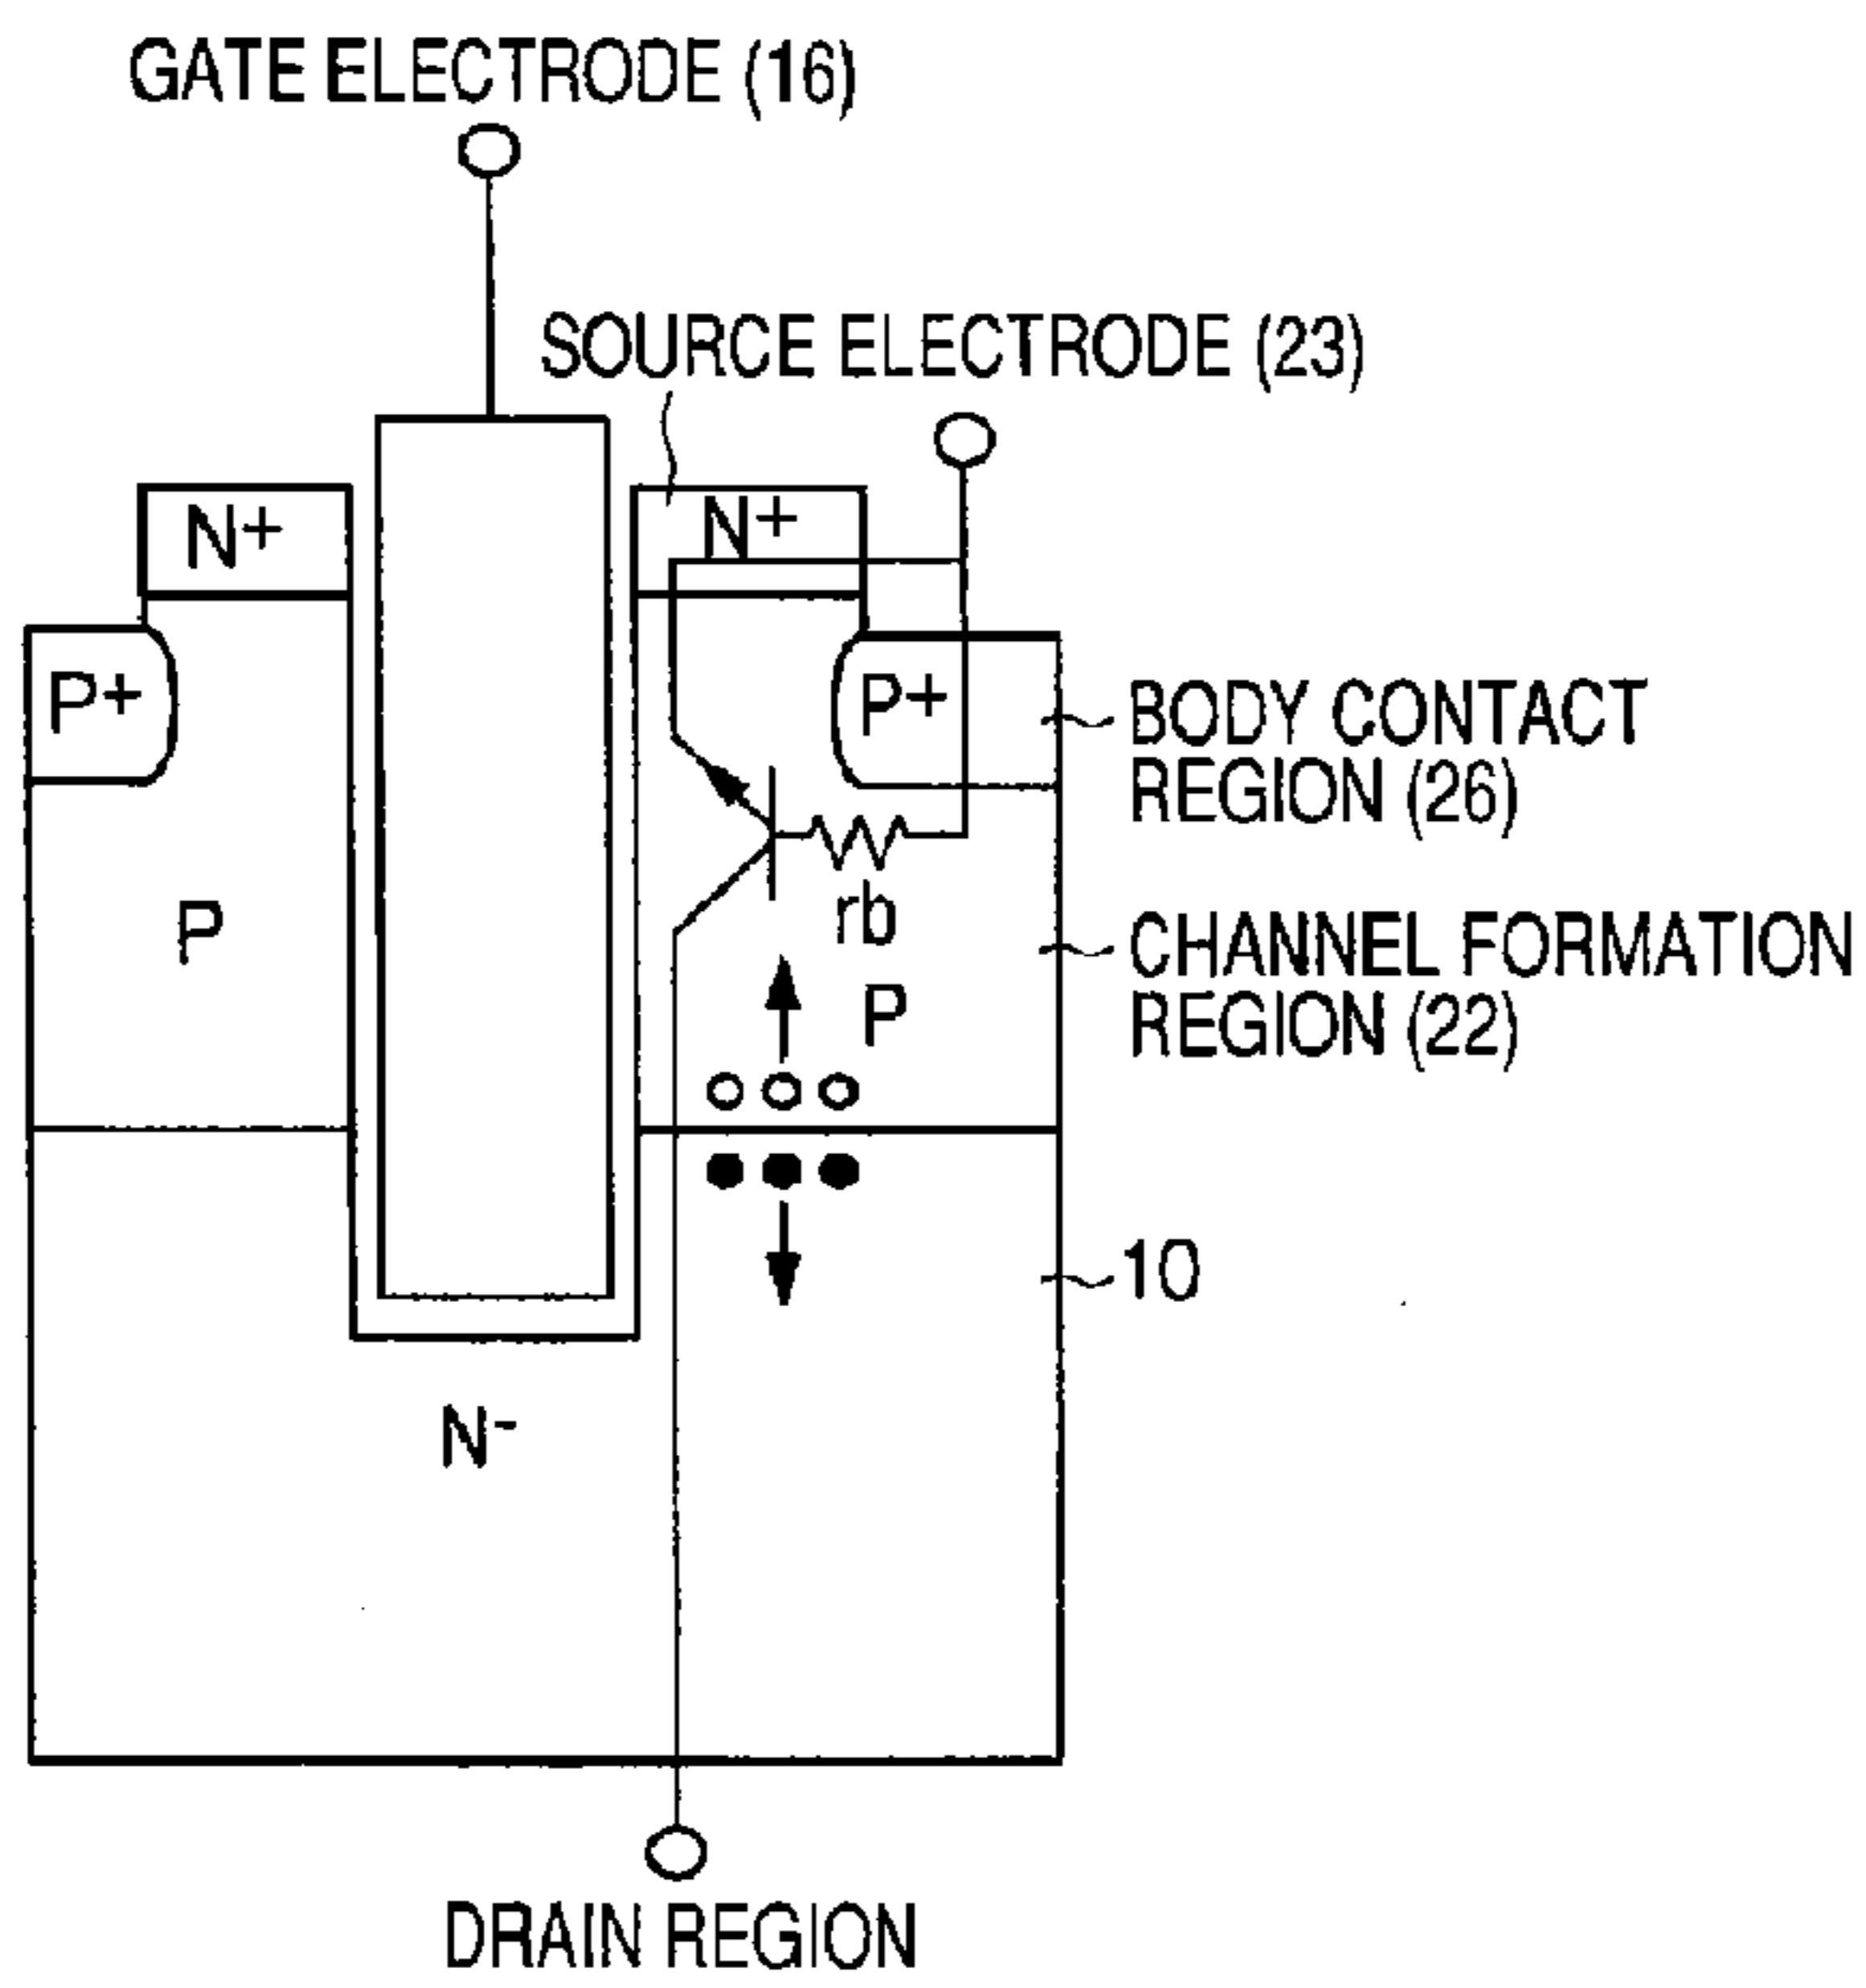 GATE ELECTRODE (16)
SOURCE ELECTRODE (23)
N+
N+
P+
P+
BODY CONTACT
REGION (26)
rb
P
CHANNEL FORMATION
REGION (22)
P
10
N-
DRAIN REGION